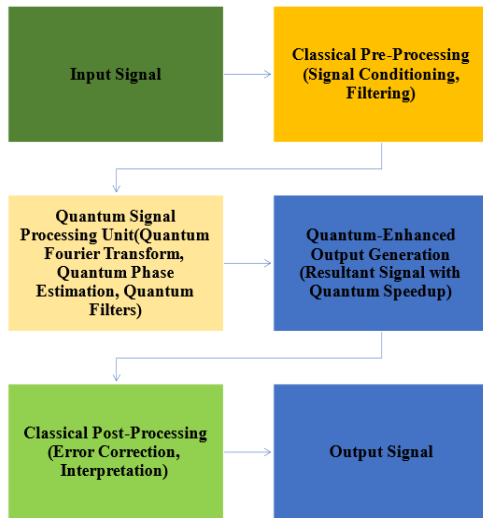 Input Signal
Classical Pre-Processing
(Signal Conditioning,
Filtering)
Quantum Signal
Processing Unit(Quantum
Fourier Transform,
Quantum Phase
Estimation, Quantum
Filters)
Quantum-Enhanced
Output Generation
(Resultant Signal with
Quantum Speedup)
Classical Post-Processing
(Error Correction,
Interpretation)
Output Signal